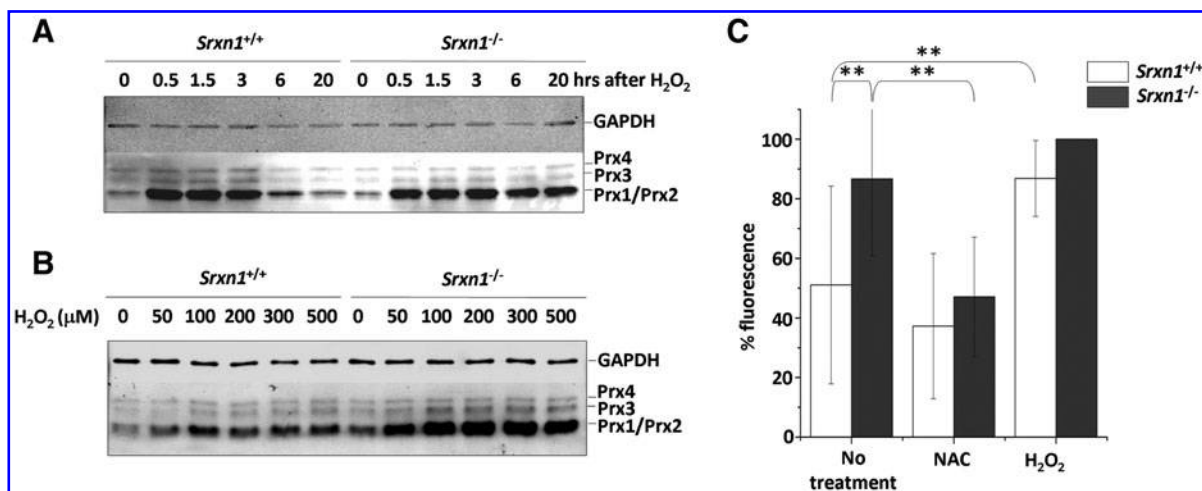 A
Srxn1+/+ Srxn1-/-
0 0.5 1.5 3 6 20 0 0.5 1.5 3 6 20 hrs after H2O2
GAPDH
Prx4
Prx3
Prx1/Prx2
B
Srxn1+/+ Srxn1-/-
H2O2 (μM) 0 50 100 200 300 500 0 50 100 200 300 500
GAPDH
Prx4
Prx3
Prx1/Prx2
C
**
** **
Srxn1+/+
Srxn1-/-
% fluorescence
100
80
60
40
20
0
No treatment
NAC
H2O2